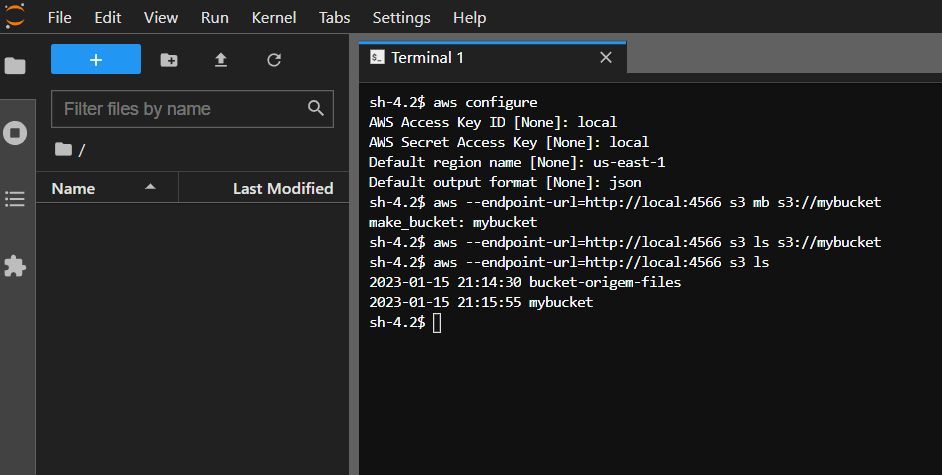 File Edit View Run Kernel Tabs Settings Help
+
Filter files by name
/
Name Last Modified
Terminal 1
sh-4.2$ aws configure
AWS Access Key ID [None]: local
AWS Secret Access Key [None]: local
Default region name [None]: us-east-1
Default output format [None]: json
sh-4.2$ aws --endpoint-url=http://local:4566 s3 mb s3://mybucket
make_bucket: mybucket
sh-4.2$ aws --endpoint-url=http://local:4566 s3 ls s3://mybucket
sh-4.2$ aws --endpoint-url=http://local:4566 s3 ls
2023-01-15 21:14:30 bucket-origem-files
2023-01-15 21:15:55 mybucket
sh-4.2$